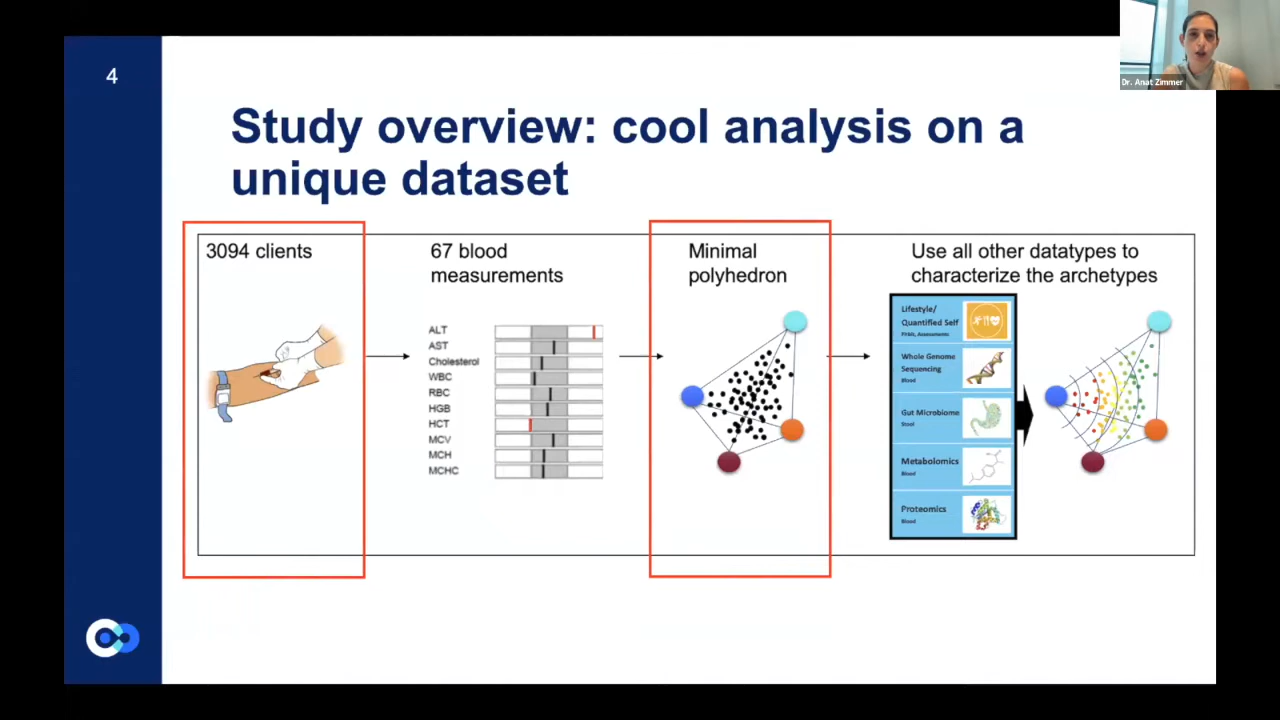 4
Dr. Anat Zimmer
Study overview: cool analysis on a
unique dataset
3094 clients
67 blood
measurements
ALT
AST
Cholesterol
WBC
RBC
HGB
HCT
MCV
MCH
MCHC
Minimal
polyhedron
Use all other datatypes to
characterize the archetypes
Lifestyle/
Quantified Self
Fitbit, Assessments
Whole Genome
Sequencing
Blood
Gut Microbiome
Stool
Metabolomics
Blood
Proteomics
Blood